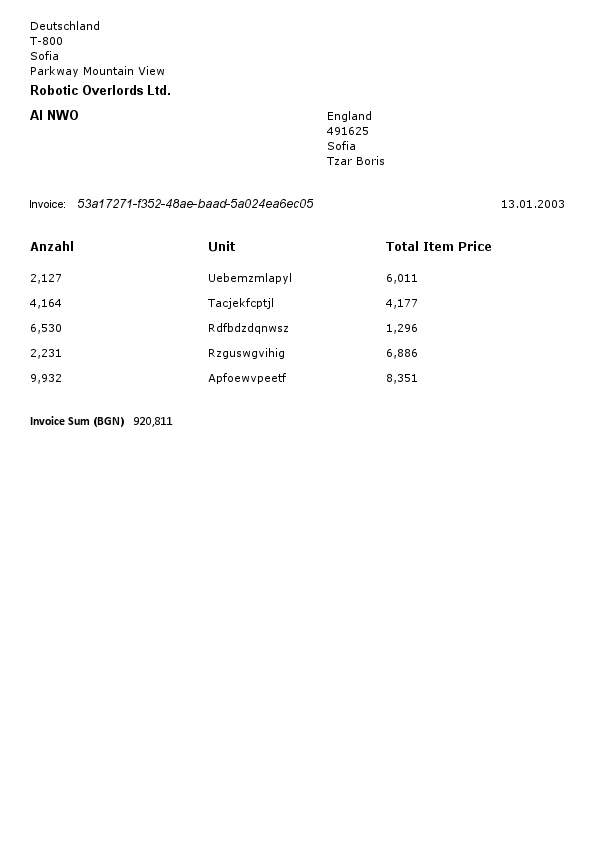 Deutschland
T-800
Sofia
Parkway Mountain View
Robotic Overlords Ltd.
AI NWO
England
491625
Sofia
Tzar Boris
Invoice: 53a17271-f352-48ae-baad-5a024ea6ec05 13.01.2003
Anzahl Unit Total Item Price
2,127 Uebemzmlapyl 6,011
4,164 Tacjekfcptjl 4,177
6,530 Rdfbdzdqnwsz 1,296
2,231 Rzguswgvihig 6,886
9,932 Apfoewvpeetf 8,351
Invoice Sum (BGN) 920,811